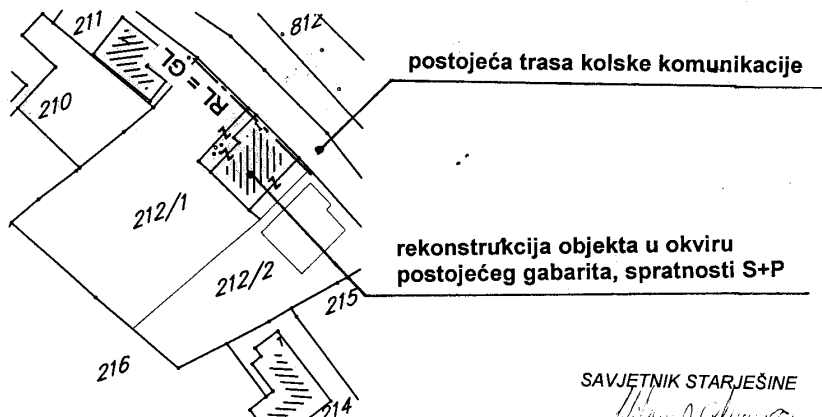 211
812
postojeća trasa kolske komunikacije
RL = GL
210
212/1
rekonstrukcija objekta u okviru
postojećeg gabarita, spratnosti S+P
212/2
215
216
SAVJETNIK STARJEŠINE
214